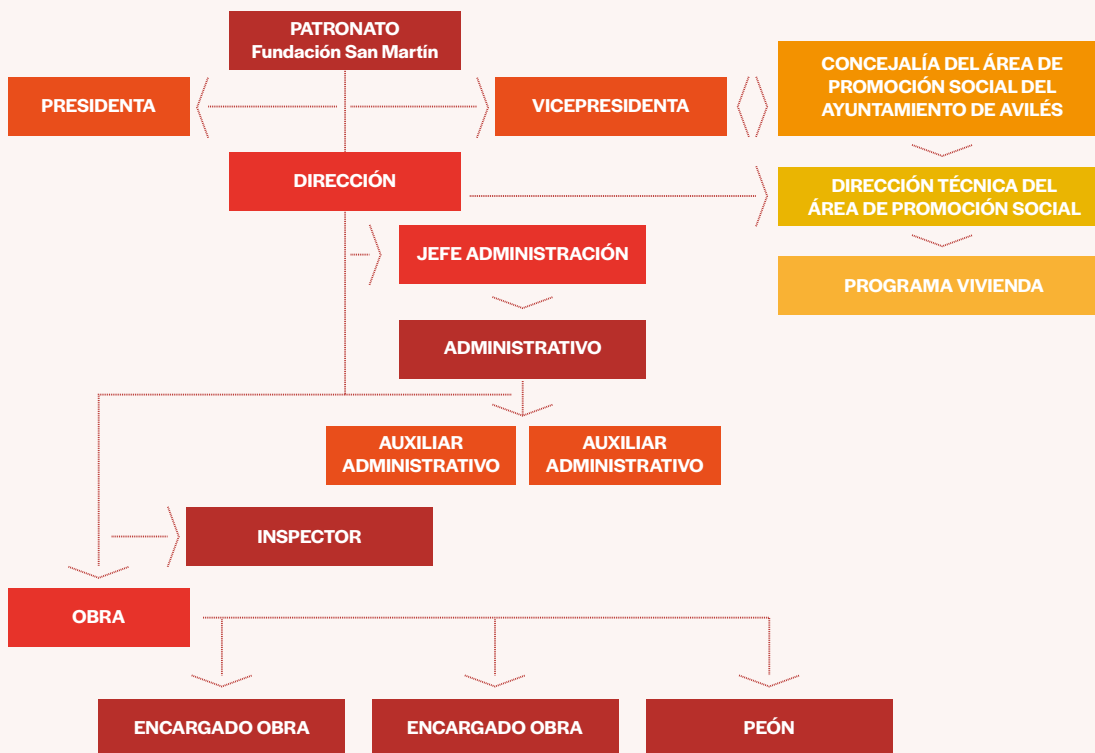 PATRONATO
Fundación San Martín
PRESIDENTA
VICEPRESIDENTA
CONCEJALÍA DEL ÁREA DE
PROMOCIÓN SOCIAL DEL
AYUNTAMIENTO DE AVILÉS
DIRECCIÓN
DIRECCIÓN TÉCNICA DEL
ÁREA DE PROMOCIÓN SOCIAL
JEFE ADMINISTRACIÓN
PROGRAMA VIVIENDA
ADMINISTRATIVO
AUXILIAR
ADMINISTRATIVO
AUXILIAR
ADMINISTRATIVO
INSPECTOR
OBRA
ENCARGADO OBRA
ENCARGADO OBRA
PEÓN